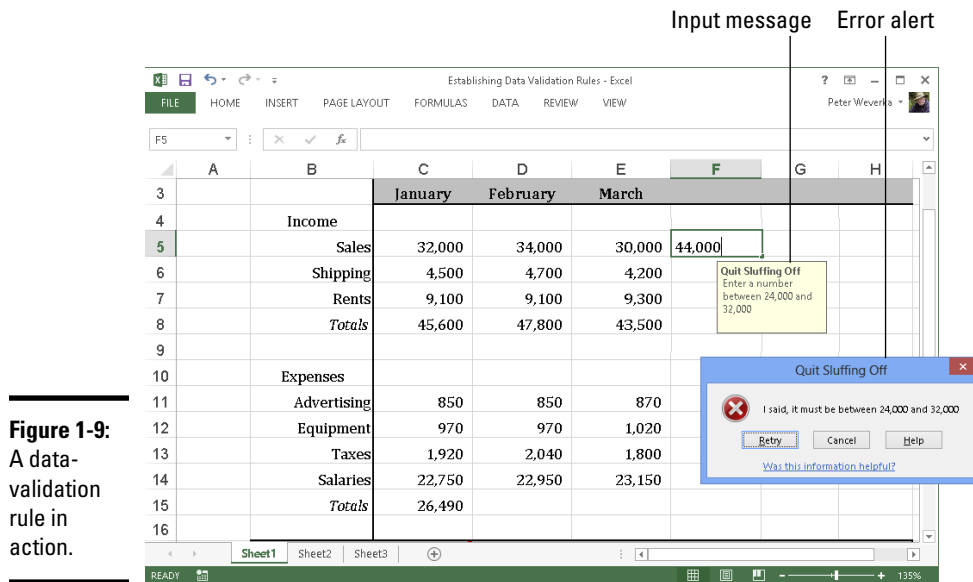 Input message Error alert
Establishing Data Validation Rules - Excel
FILE HOME INSERT PAGE LAYOUT FORMULAS DATA REVIEW VIEW Peter Weverka
F5 fx
A B C D E F G H
3 January February March
4 Income
5 Sales 32,000 34,000 30,000 44,000
6 Shipping 4,500 4,700 4,200
7 Rents 9,100 9,100 9,300
8 Totals 45,600 47,800 43,500
Quit Sluffing Off
Enter a number
between 24,000 and
32,000
9
10 Expenses
11 Advertising 850 850 870
12 Equipment 970 970 1,020
13 Taxes 1,920 2,040 1,800
14 Salaries 22,750 22,950 23,150
15 Totals 26,490
16
Quit Sluffing Off
I said, it must be between 24,000 and 32,000
Retry Cancel Help
Was this information helpful?
Sheet1 Sheet2 Sheet3
READY 135%
Figure 1-9:
A data-
validation
rule in
action.